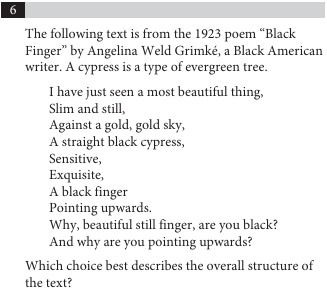 6
The following text is from the 1923 poem “Black
Finger” by Angelina Weld Grimké, a Black American
writer. A cypress is a type of evergreen tree.
I have just seen a most beautiful thing,
Slim and still,
Against a gold, gold sky,
A straight black cypress,
Sensitive,
Exquisite,
A black finger
Pointing upwards.
Why, beautiful still finger, are you black?
And why are you pointing upwards?
Which choice best describes the overall structure of
the text?